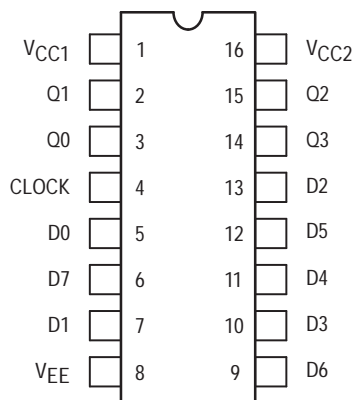 VCC1 1 16 VCC2
Q1 2 15 Q2
Q0 3 14 Q3
CLOCK 4 13 D2
D0 5 12 D5
D7 6 11 D4
D1 7 10 D3
VEE 8 9 D6